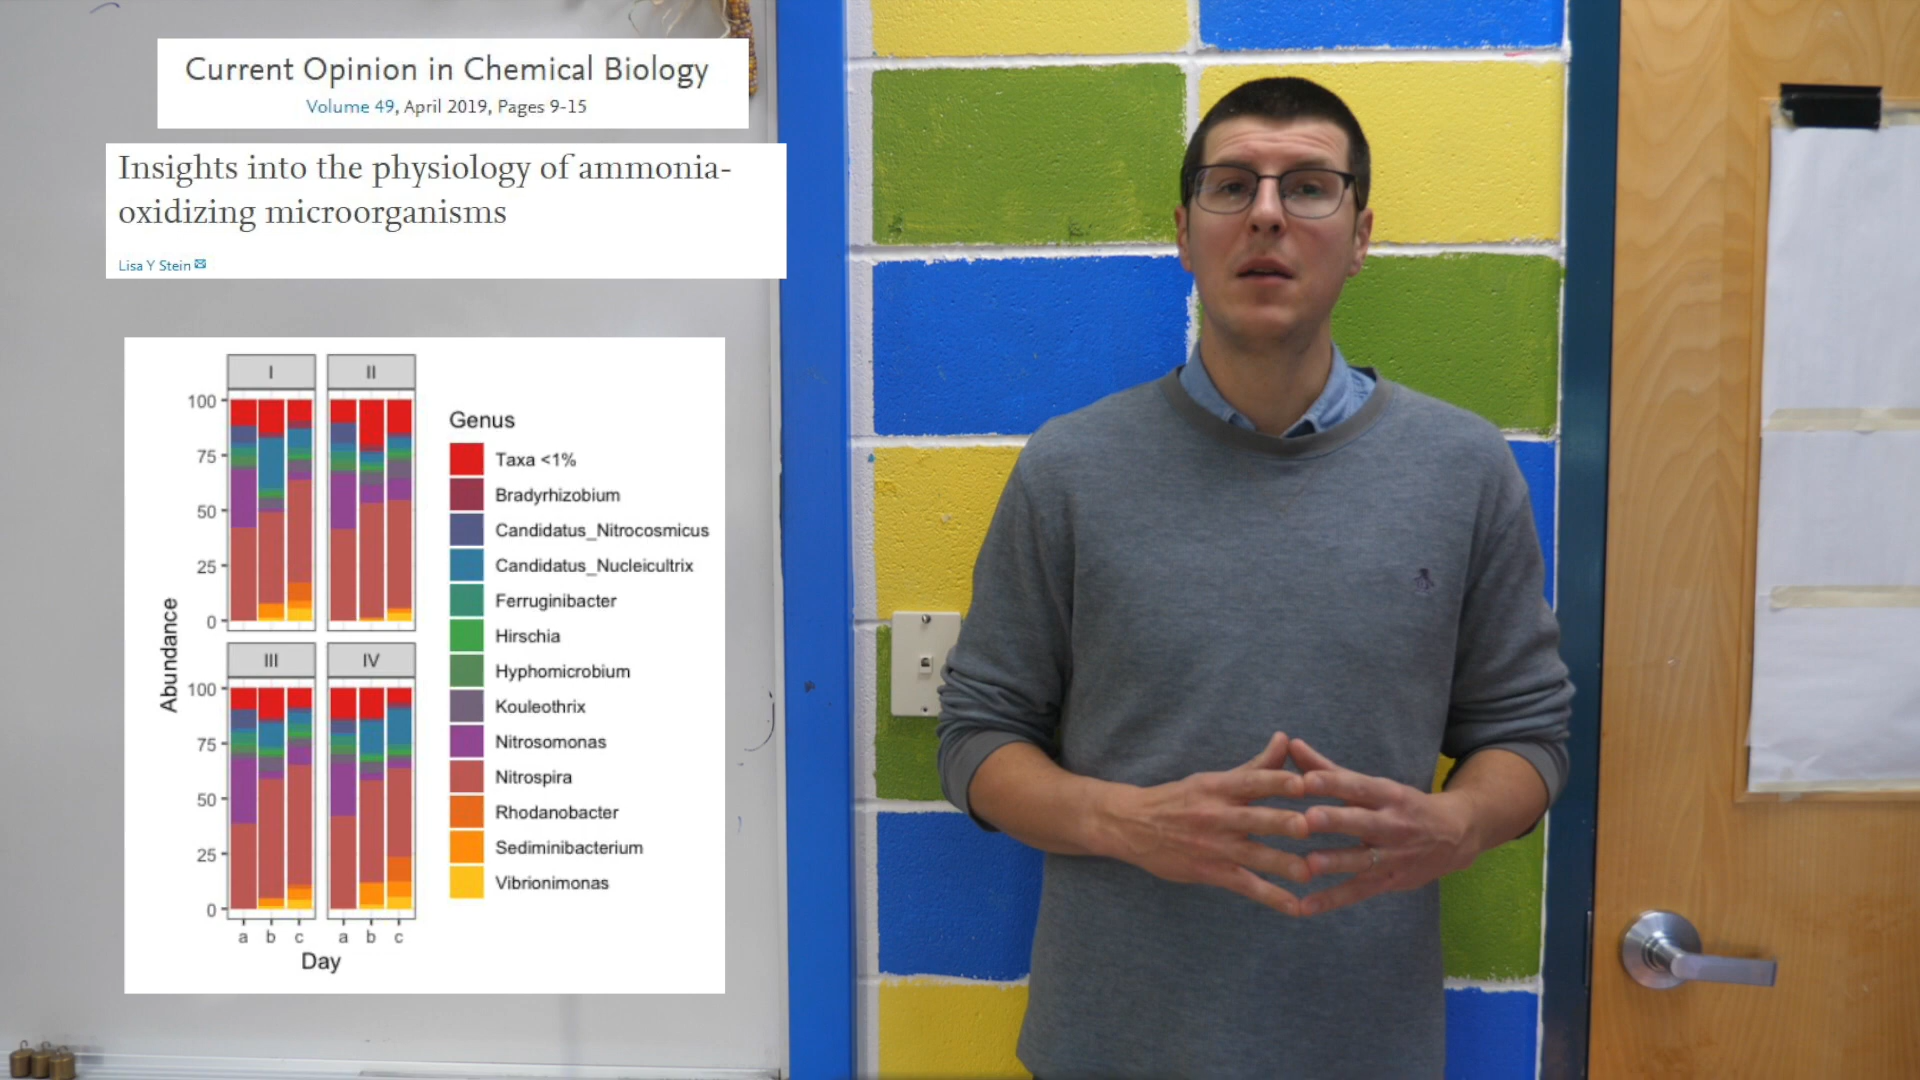 Current Opinion in Chemical Biology
Volume 49, April 2019, Pages 9-15
Insights into the physiology of ammonia-
oxidizing microorganisms
Lisa Y Stein
I II
100
75
50
25
0
III IV
100
75
50
25
0
Abundance
a b c a b c
Day
Genus
Taxa <1%
Bradyrhizobium
Candidatus_Nitrocosmicus
Candidatus_Nucleicultrix
Ferruginibacter
Hirschia
Hyphomicrobium
Kouleothrix
Nitrosomonas
Nitrospira
Rhodanobacter
Sediminibacterium
Vibrionimonas